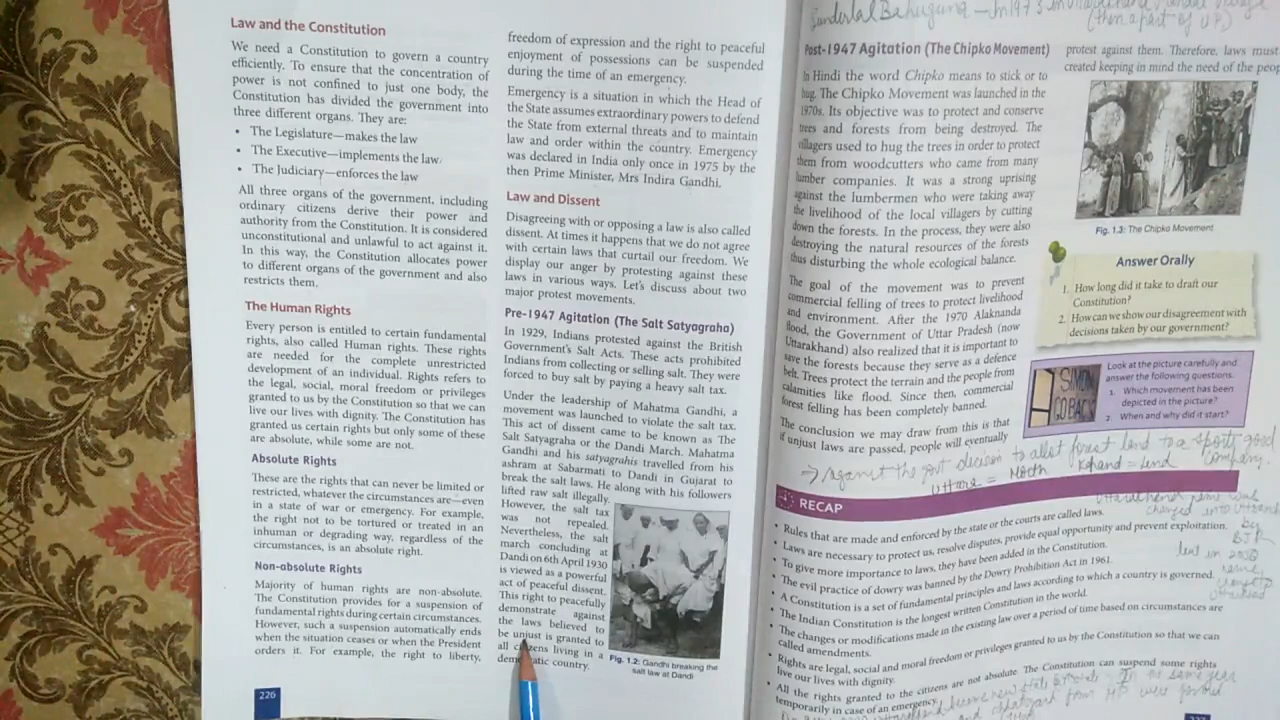 Law and the Constitution
We need a Constitution to govern a country
efficiently. To ensure that the concentration of
power is not confined to just one body, the
Constitution has divided the government into
three different organs. They are:
• The Legislature—makes the law
• The Executive—implements the law
• The Judiciary—enforces the law
All three organs of the government, including
ordinary citizens derive their power and
authority from the Constitution. It is considered
unconstitutional and unlawful to act against it.
In this way, the Constitution allocates power
to different organs of the government and also
restricts them.
The Human Rights
Every person is entitled to certain fundamental
rights, also called Human rights. These rights
are needed for the complete unrestricted
development of an individual. Rights refers to
the legal, social, moral freedom or privileges
granted to us by the Constitution so that we can
live our lives with dignity. The Constitution has
granted us certain rights but only some of these
are absolute, while some are not.
Absolute Rights
These are the rights that can never be limited or
restricted, whatever the circumstances are—even
in a state of war or emergency. For example,
the right not to be tortured or treated in an
inhuman or degrading way, regardless of the
circumstances, is an absolute right.
Non-absolute Rights
Majority of human rights are non-absolute.
The Constitution provides for a suspension of
fundamental rights during certain circumstances.
However, such a suspension automatically ends
when the situation ceases or when the President
orders it. For example, the right to liberty,
226
freedom of expression and the right to peaceful
enjoyment of possessions can be suspended
during the time of an emergency.
Emergency is a situation in which the Head of
the State assumes extraordinary powers to defend
the State from external threats and to maintain
law and order within the country. Emergency
was declared in India only once in 1975 by the
then Prime Minister, Mrs Indira Gandhi.
Law and Dissent
Disagreeing with or opposing a law is also called
dissent. At times it happens that we do not agree
with certain laws that curtail our freedom. We
display our anger by protesting against these
laws in various ways. Let's discuss about two
major protest movements.
Pre-1947 Agitation (The Salt Satyagraha)
In 1929, Indians protested against the British
Government's Salt Acts. These acts prohibited
Indians from collecting or selling salt. They were
forced to buy salt by paying a heavy salt tax.
Under the leadership of Mahatma Gandhi, a
movement was launched to violate the salt tax.
This act of dissent came to be known as The
Salt Satyagraha or the Dandi March. Mahatma
Gandhi and his satyagrahis travelled from his
ashram at Sabarmati to Dandi in Gujarat to
break the salt laws. He along with his followers
lifted raw salt illegally.
However, the salt tax
was not repealed.
Nevertheless, the salt
march concluding at
Dandi on 6th April 1930
is viewed as a powerful
act of peaceful dissent.
This right to peacefully
demonstrate against
the laws believed to
be unjust is granted to
all citizens living in a
democratic country.
Fig. 1.2: Gandhi breaking the
salt law at Dandi
Sunderlal Bahuguna — In 1973 in Uttarakhand
(then a part of UP)
Post-1947 Agitation (The Chipko Movement)
In Hindi the word Chipko means to stick or to
hug. The Chipko Movement was launched in the
1970s. Its objective was to protect and conserve
trees and forests from being destroyed. The
villagers used to hug the trees in order to protect
them from woodcutters who came from many
lumber companies. It was a strong uprising
against the lumbermen who were taking away
the livelihood of the local villagers by cutting
down the forests. In the process, they were also
destroying the natural resources of the forests
thus disturbing the whole ecological balance.
The goal of the movement was to prevent
commercial felling of trees to protect livelihood
and environment. After the 1970 Alaknanda
flood, the Government of Uttar Pradesh (now
Uttarakhand) also realized that it is important to
save the forests because they serve as a defence
belt. Trees protect the terrain and the people from
calamities like flood. Since then, commercial
forest felling has been completely banned.
The conclusion we may draw from this is that
if unjust laws are passed, people will eventually
protest against them. Therefore, laws must
created keeping in mind the need of the peop
Fig. 1.3: The Chipko Movement
Answer Orally
1. How long did it take to draft our
Constitution?
2. How can we show our disagreement with
decisions taken by our government?
SIMON
GO BACK
Look at the picture carefully and
answer the following questions.
1. Which movement has been
depicted in the picture?
2. When and why did it start?
→ Against the govt decision to allot forest land to a sports good
company.
Uttara = North Khand = land
RECAP
• Rules that are made and enforced by the state or the courts are called laws.
• Laws are necessary to protect us, resolve disputes, provide equal opportunity and prevent exploitation.
• To give more importance to laws, they have been added in the Constitution.
• The evil practice of dowry was banned by the Dowry Prohibition Act in 1961.
• A Constitution is a set of fundamental principles and laws according to which a country is governed.
• The Indian Constitution is the longest written Constitution in the world.
• The changes or modifications made in the existing law over a period of time based on circumstances are
called amendments.
• Rights are legal, social and moral freedom or privileges granted to us by the Constitution so that we can
live our lives with dignity.
• All the rights granted to the citizens are not absolute. The Constitution can suspend some rights
temporarily in case of an emergency.
Uttarakhand name was
changed into
by
BJP